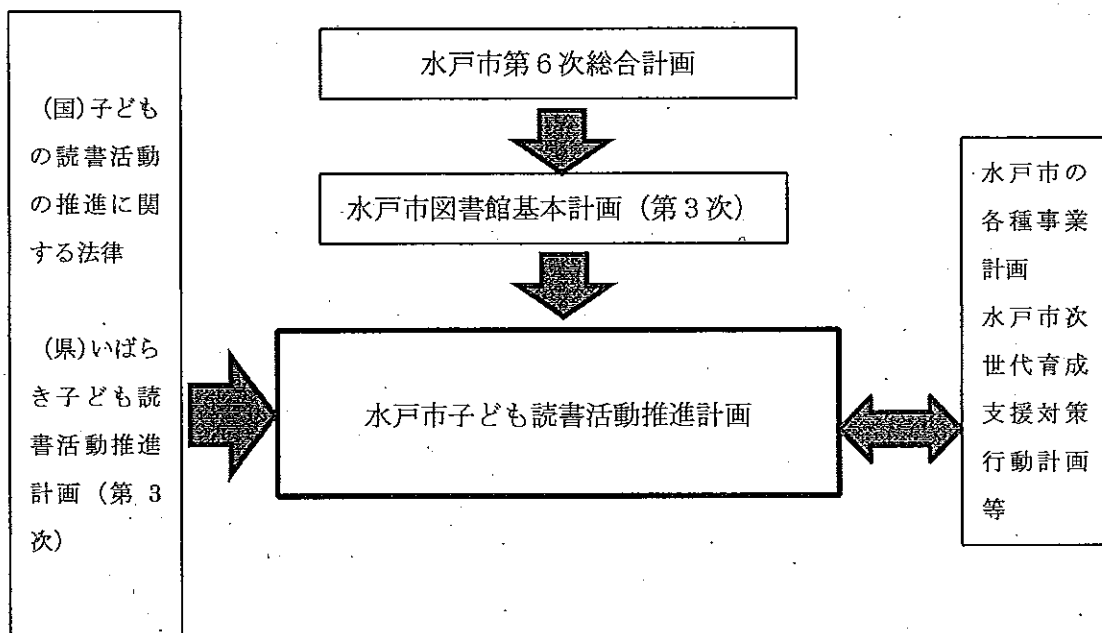 水戸市第6次総合計画
水戸市図書館基本計画（第3次）
(国)子ども
の読書活動
の推進に関
する法律
(県)いばら
き子ども読
書活動推進
計画（第 3
次）
水戸市子ども読書活動推進計画
水戸市の
各種事業
計画
水戸市次
世代育成
支援対策
行動計画
等